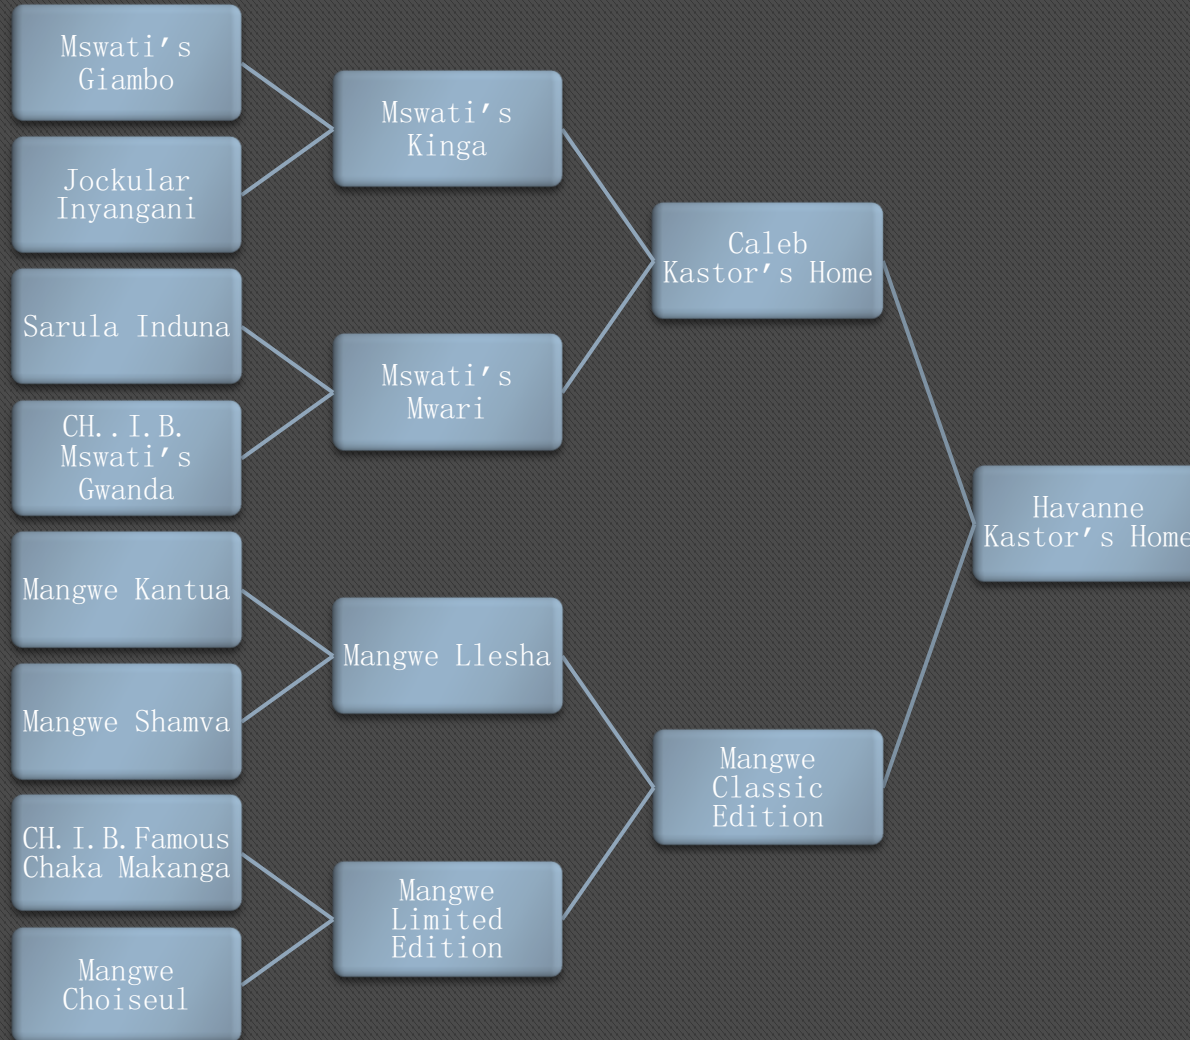 Mswati's
Giambo
Jockular
Inyangani
Sarula Induna
CH..I.B.
Mswati's
Gwanda
Mangwe Kantua
Mangwe Shamva
CH.I.B.Famous
Chaka Makanga
Mangwe
Choiseul
Mswati's
Kinga
Mswati's
Mwari
Mangwe Llesha
Mangwe
Limited
Edition
Caleb
Kastor's Home
Mangwe
Classic
Edition
Havanne
Kastor's Home